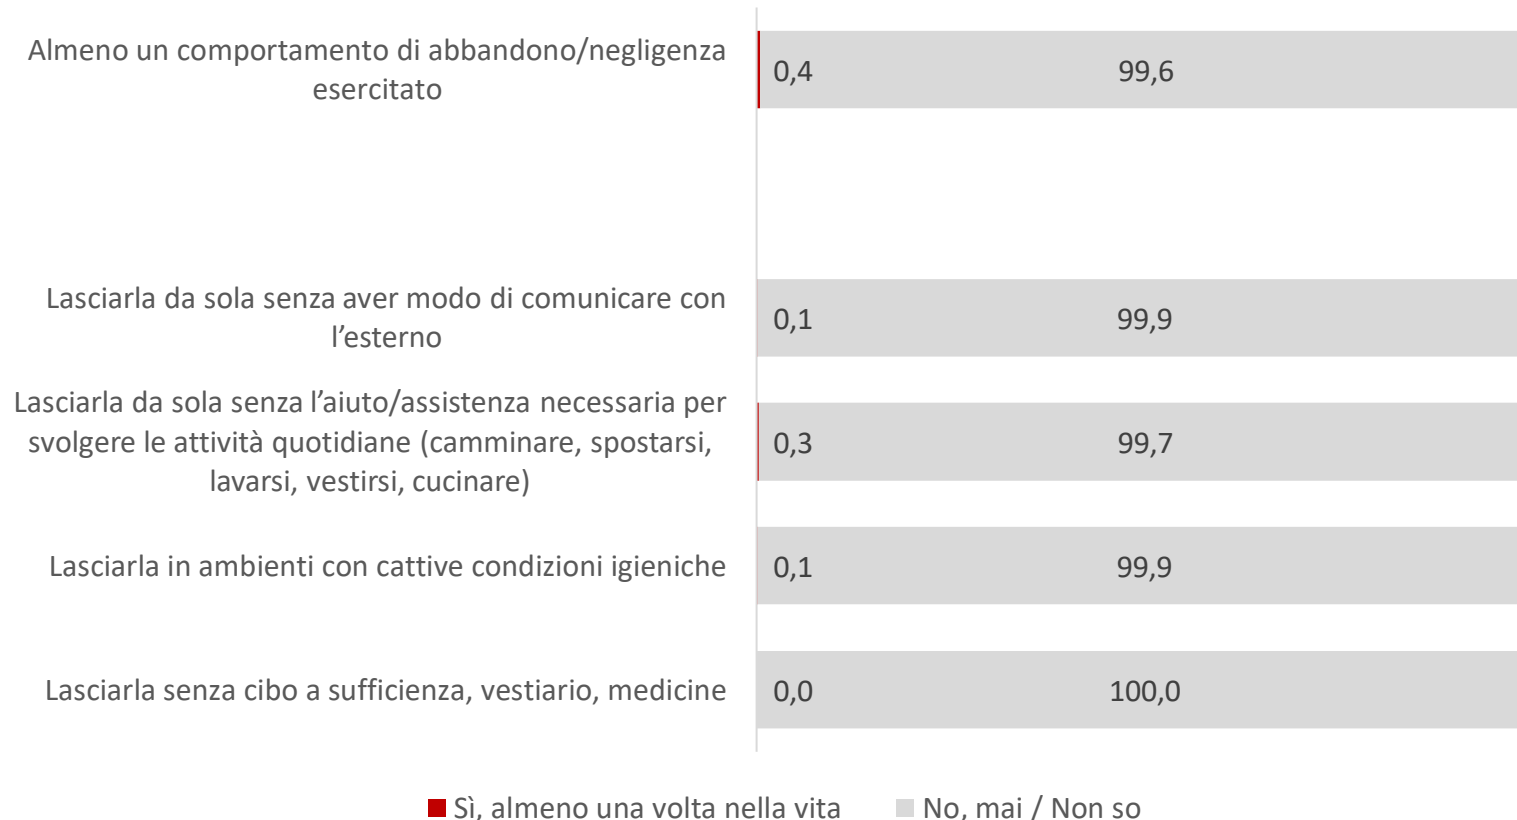 Almeno un comportamento di abbandono/negligenza
esercitato
0,4 99,6
Lasciarla da sola senza aver modo di comunicare con
l’esterno
0,1 99,9
Lasciarla da sola senza l’aiuto/assistenza necessaria per
svolgere le attività quotidiane (camminare, spostarsi,
lavarsi, vestirsi, cucinare)
0,3 99,7
Lasciarla in ambienti con cattive condizioni igieniche
0,1 99,9
Lasciarla senza cibo a sufficienza, vestiario, medicine
0,0 100,0
Sì, almeno una volta nella vita No, mai / Non so